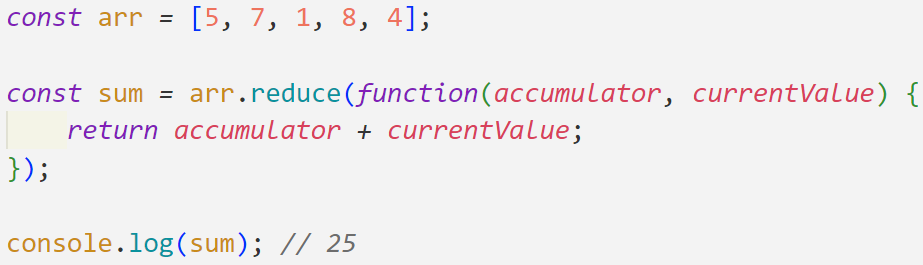 const arr = [5, 7, 1, 8, 4];
const sum = arr.reduce(function(accumulator, currentValue) {
    return accumulator + currentValue;
});
console.log(sum); // 25